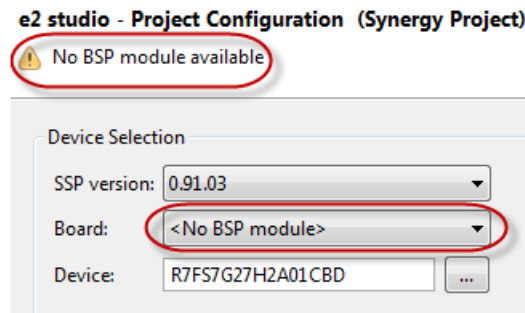 e2 studio - Project Configuration (Synergy Project)
No BSP module available
Device Selection
SSP version: 0.91.03
Board: <No BSP module>
Device: R7FS7G27H2A01CBD ...